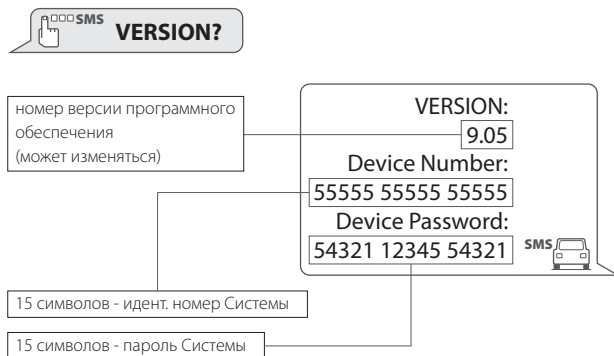 SMS
VERSION?
номер версии программного
обеспечения
(может изменяться)
VERSION:
9.05
Device Number:
55555 55555 55555
Device Password:
54321 12345 54321
SMS
15 символов - идент. номер Системы
15 символов - пароль Системы